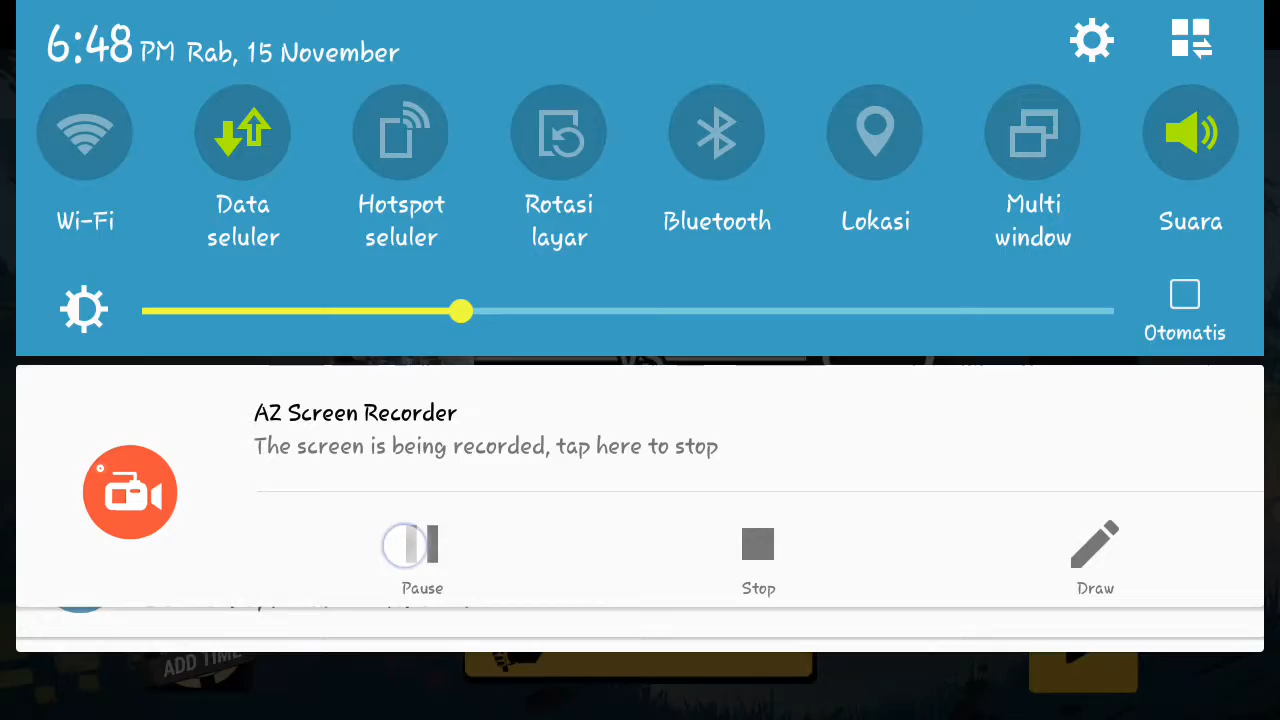 6:48 PM Rab, 15 November
Wi-Fi
Data
seluler
Hotspot
seluler
Rotasi
layar
Bluetooth
Lokasi
Multi
window
Suara
Otomatis
VS
AZ Screen Recorder
The screen is being recorded, tap here to stop
Pause
Stop
Draw
ADD TIME